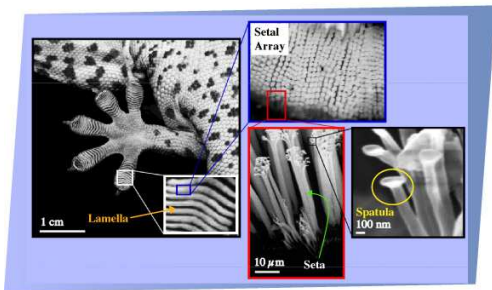 Setal
Array
1 cm
Lamella
10 μm
Seta
Spatula
100 nm